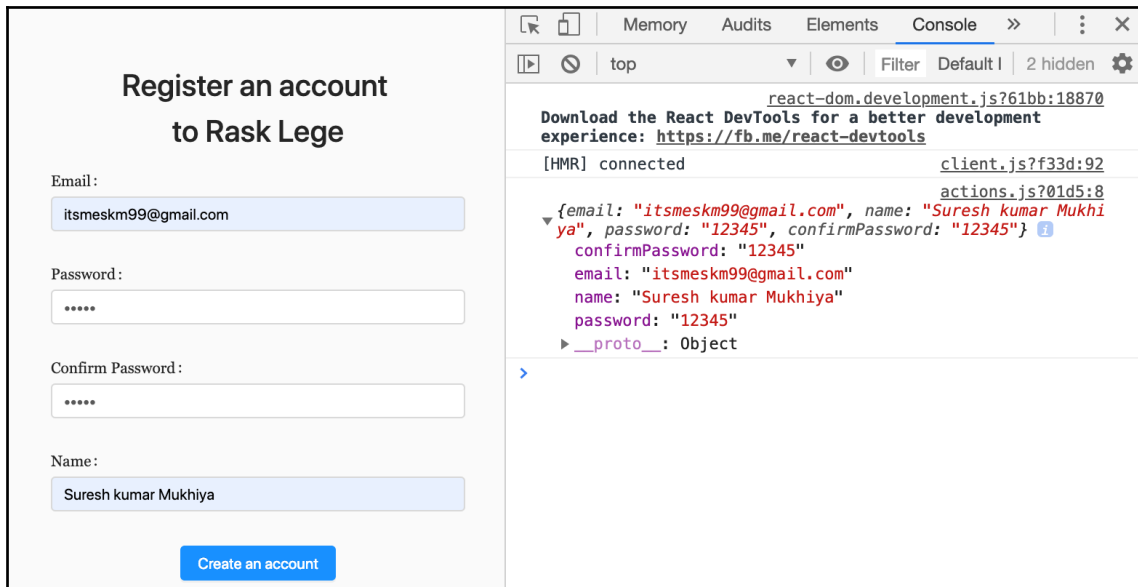 Register an account
to Rask Lege
Email:
itsmeskm99@gmail.com
Password:
•••••
Confirm Password:
•••••
Name:
Suresh kumar Mukhiya
Create an account
Memory Audits Elements Console »
top ▼ Filter Default l 2 hidden
react-dom.development.js?61bb:18870
Download the React DevTools for a better development
experience: https://fb.me/react-devtools
[HMR] connected client.js?f33d:92
actions.js?01d5:8
{email: "itsmeskm99@gmail.com", name: "Suresh kumar Mukhi
ya", password: "12345", confirmPassword: "12345"} i
confirmPassword: "12345"
email: "itsmeskm99@gmail.com"
name: "Suresh kumar Mukhiya"
password: "12345"
▶ __proto__: Object
>